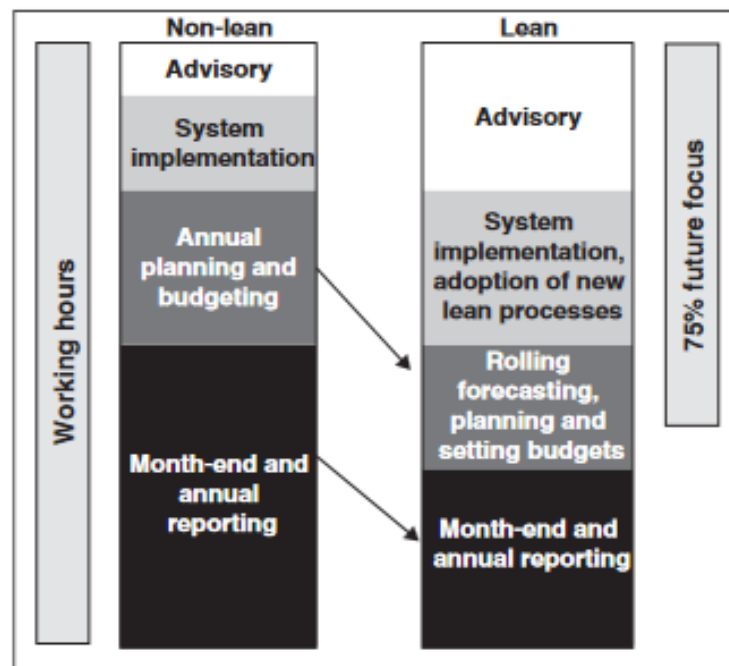 Non-lean
Lean
Working hours
Advisory
System
implementation
Annual
planning and
budgeting
Month-end and
annual
reporting
Advisory
System
implementation,
adoption of new
lean processes
Rolling
forecasting,
planning and
setting budgets
Month-end and
annual reporting
75% future focus